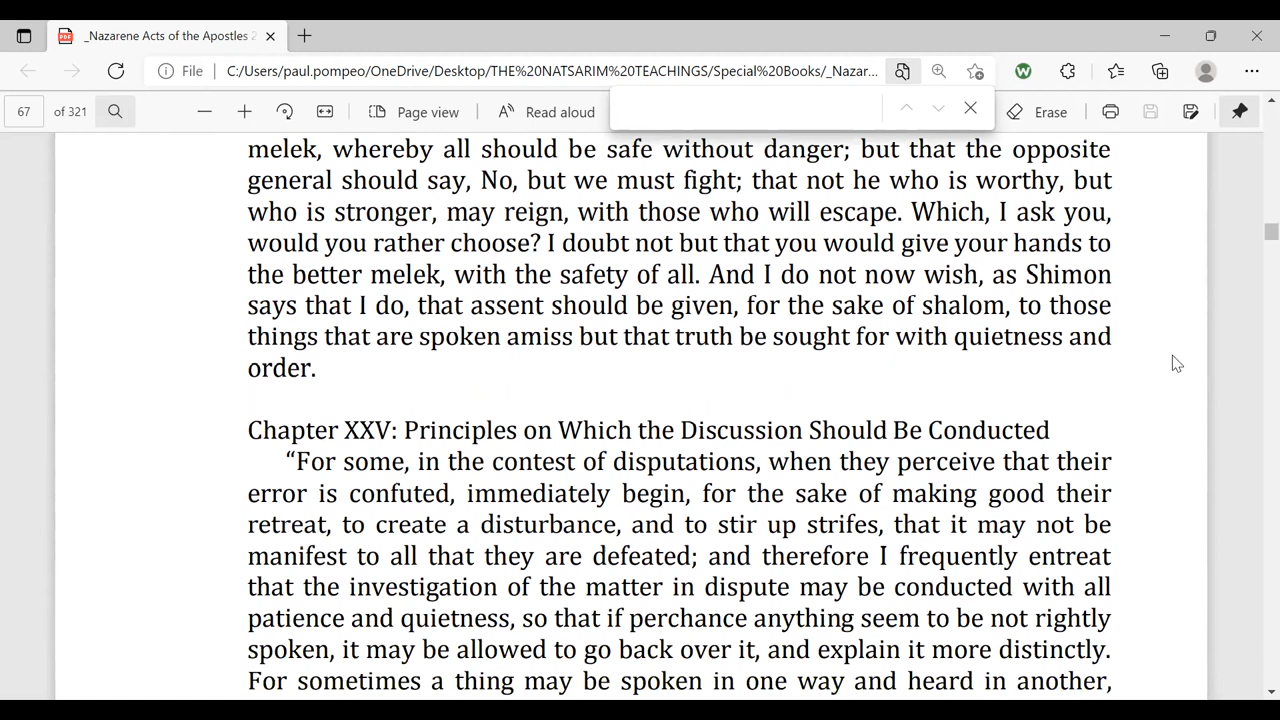 _Nazarene Acts of the Apostles 2
File C:/Users/paul.pompeo/OneDrive/Desktop/THE%20NATSARIM%20TEACHINGS/Special%20Books/_Nazar...
67 of 321 Page view Read aloud Erase
melek, whereby all should be safe without danger; but that the opposite
general should say, No, but we must fight; that not he who is worthy, but
who is stronger, may reign, with those who will escape. Which, I ask you,
would you rather choose? I doubt not but that you would give your hands to
the better melek, with the safety of all. And I do not now wish, as Shimon
says that I do, that assent should be given, for the sake of shalom, to those
things that are spoken amiss but that truth be sought for with quietness and
order.
Chapter XXV: Principles on Which the Discussion Should Be Conducted
“For some, in the contest of disputations, when they perceive that their
error is confuted, immediately begin, for the sake of making good their
retreat, to create a disturbance, and to stir up strifes, that it may not be
manifest to all that they are defeated; and therefore I frequently entreat
that the investigation of the matter in dispute may be conducted with all
patience and quietness, so that if perchance anything seem to be not rightly
spoken, it may be allowed to go back over it, and explain it more distinctly.
For sometimes a thing may be spoken in one way and heard in another,